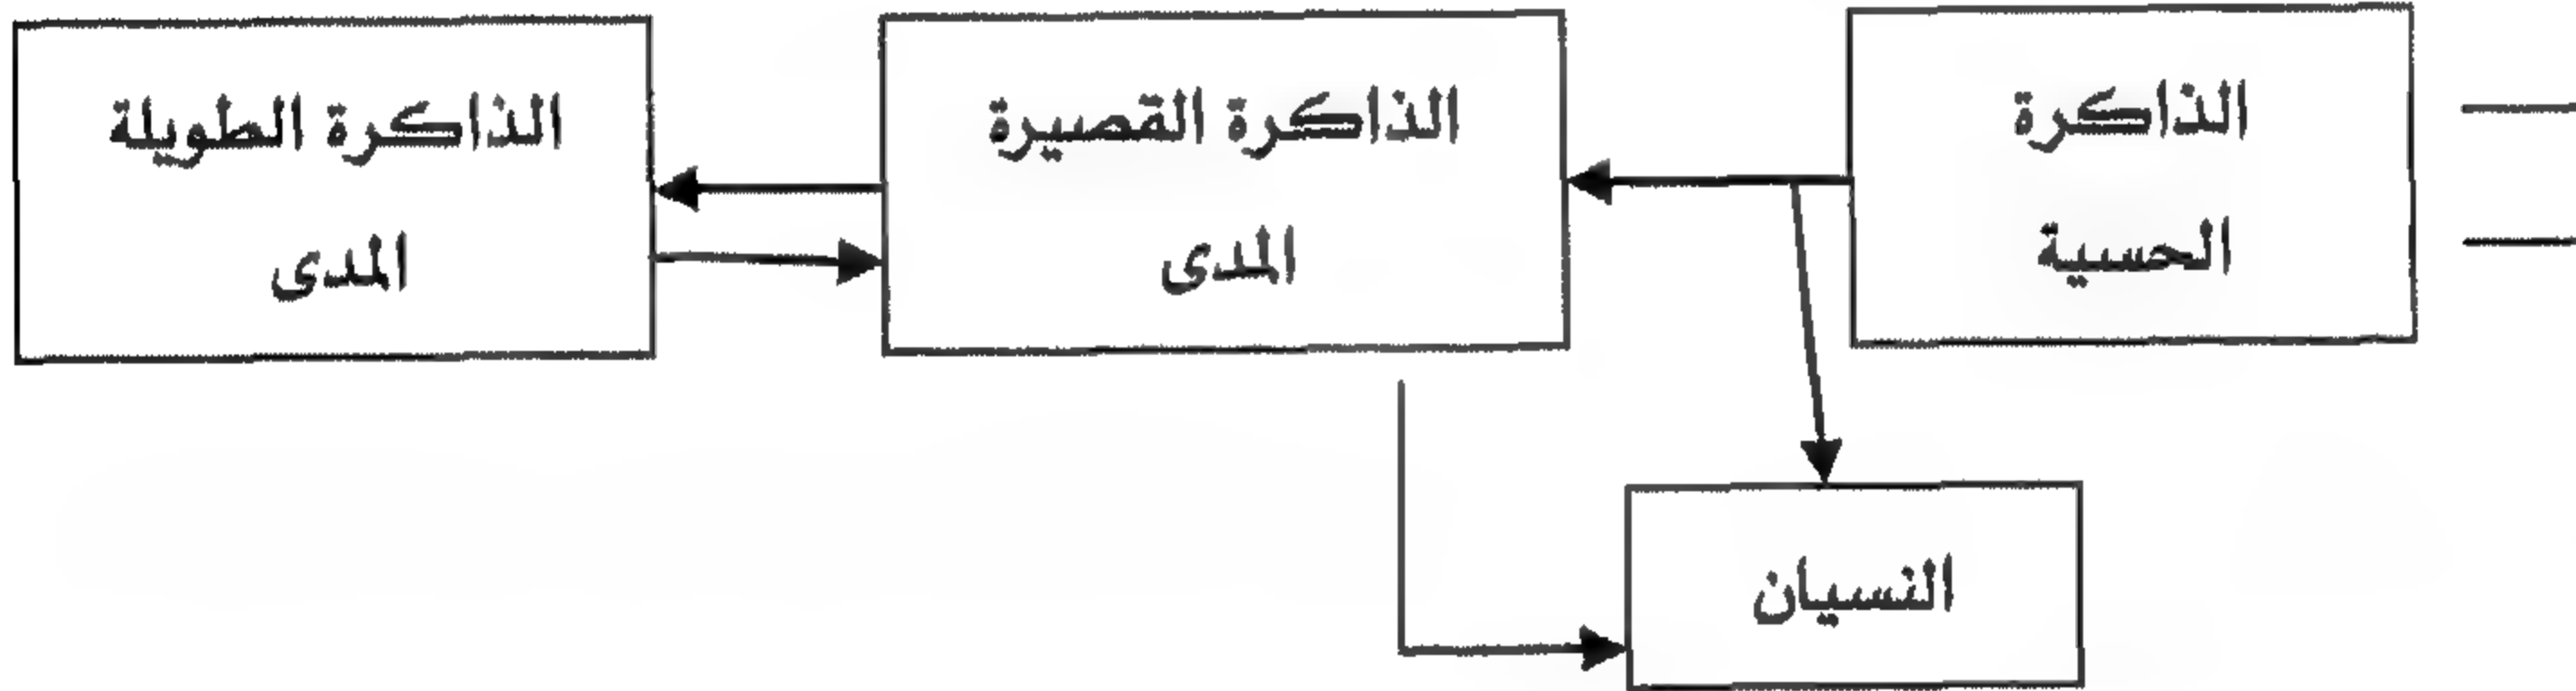 الذاكرة
الحسية
الذاكرة القصيرة
المدى
الذاكرة الطويلة
المدى
النسيان